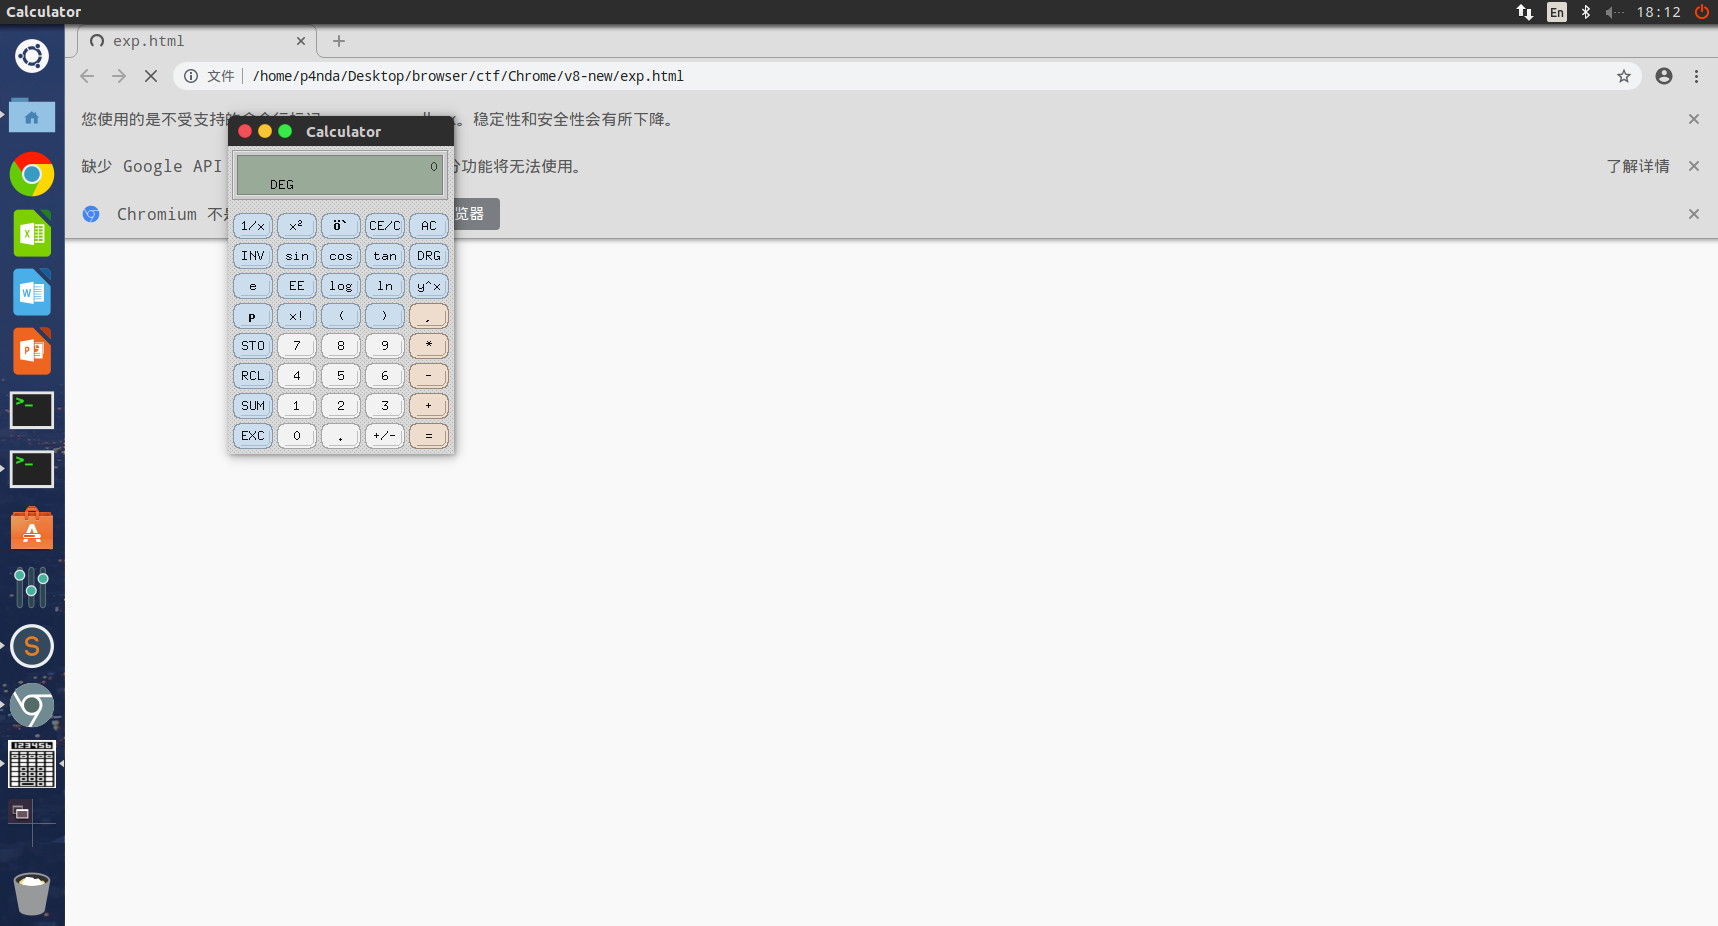 Calculator
En
18:12
exp.html
文件 /home/p4nda/Desktop/browser/ctf/Chrome/v8-new/exp.html
您使用的是不受支持的 。稳定性和安全性会有所下降。
Calculator
缺少 Google API 功能将无法使用。
了解详情
0
DEG
Chromium 不 览器
1/x x² ö` CE/C AC
INV sin cos tan DRG
e EE log ln y^x
p x! ( ) ,
STO 7 8 9 *
RCL 4 5 6 -
SUM 1 2 3 +
EXC 0 . +/- =
X
W
P
>_
>_
A
S
123456